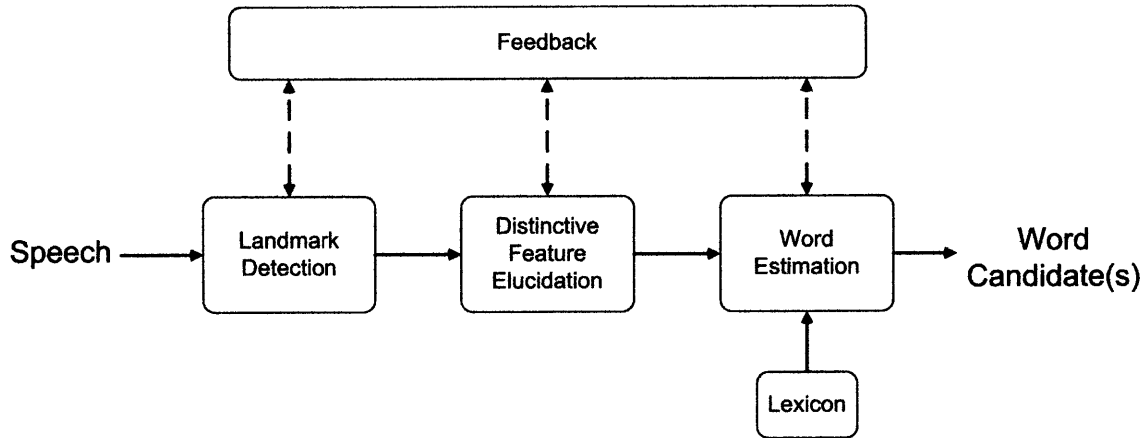 Feedback
Speech
Landmark
Detection
Distinctive
Feature
Elucidation
Word
Estimation
Word
Candidate(s)
Lexicon